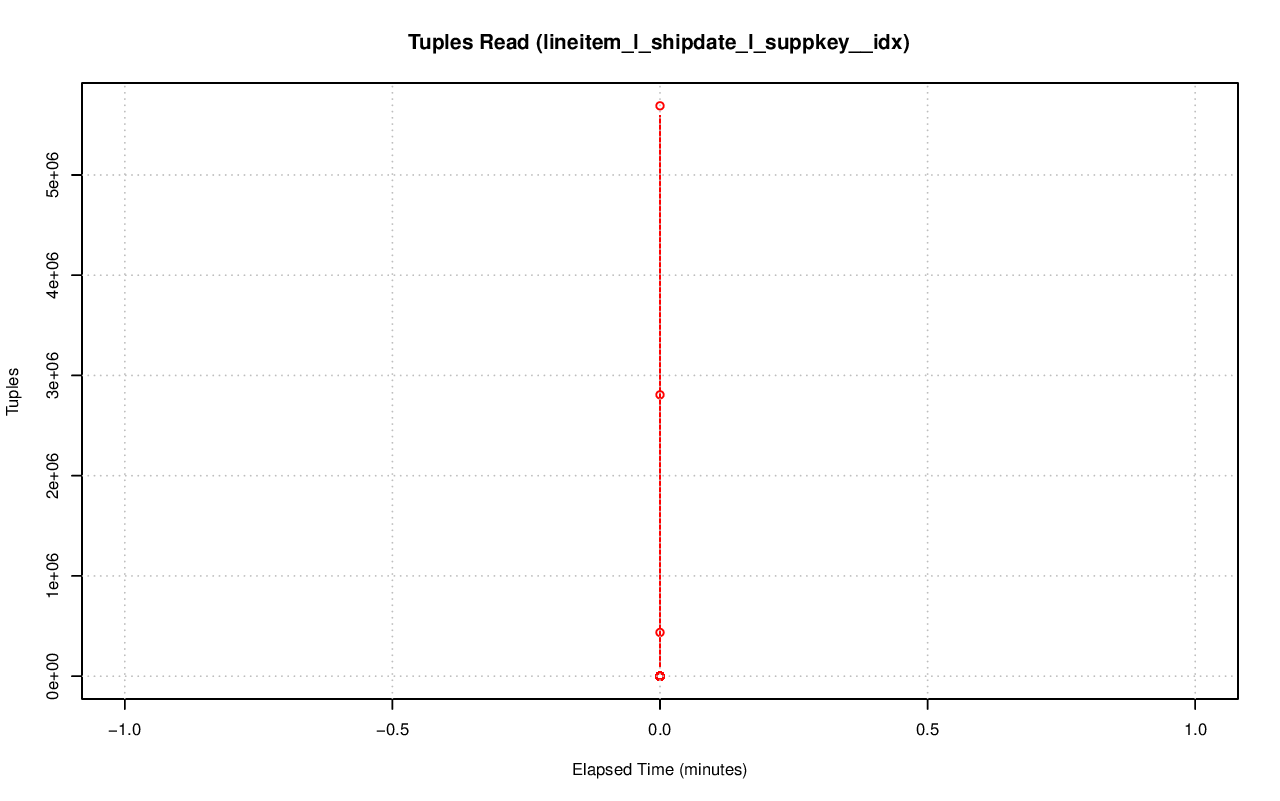 Tuples Read (lineitem_l_shipdate_l_suppkey__idx)
Tuples
5e+06
4e+06
3e+06
2e+06
1e+06
0e+00
−1.0 −0.5 0.0 0.5 1.0
Elapsed Time (minutes)